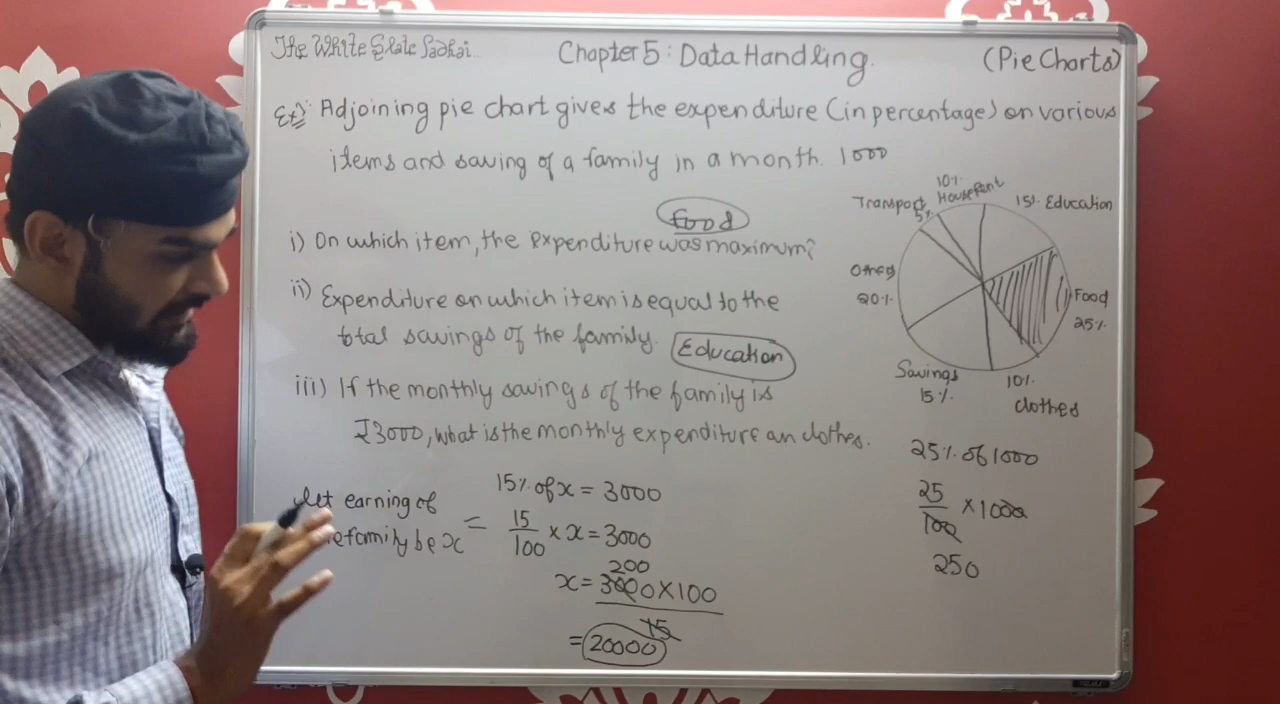 The White Slate Padhai
Chapter 5: Data Handling. (Pie Charts)
Ex: Adjoining pie chart gives the expenditure (in percentage) on various
items and saving of a family in a month. 1000
Food
i) On which item, the expenditure was maximum?
ii) Expenditure on which item is equal to the
total savings of the family. Education
iii) If the monthly savings of the family is
₹3000, what is the monthly expenditure an clothes.
10%
House Rent
Transport
5%
15% Education
Others
20%
Food
25%
Savings
15%
10%
clothes
Let earning of
family be x
15% of x = 3000
= 15/100 × x = 3000
200
x = 3000 × 100
15
= 20000
25% of 1000
25/100 × 1000
250